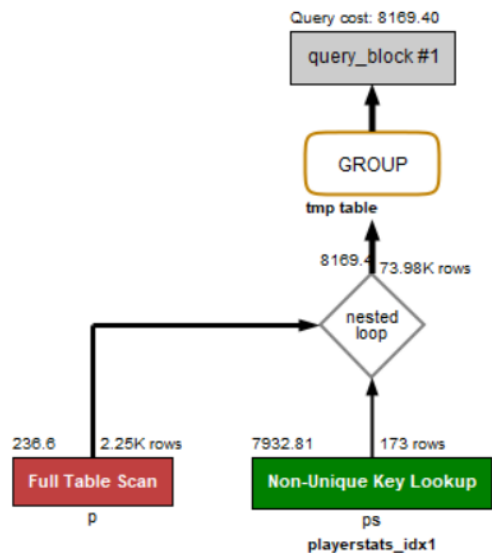 Query cost: 8169.40
query_block #1
GROUP
tmp table
8169.4
73.98K rows
nested
loop
236.6
2.25K rows
7932.81
173 rows
Full Table Scan
Non-Unique Key Lookup
p
ps
playerstats_idx1